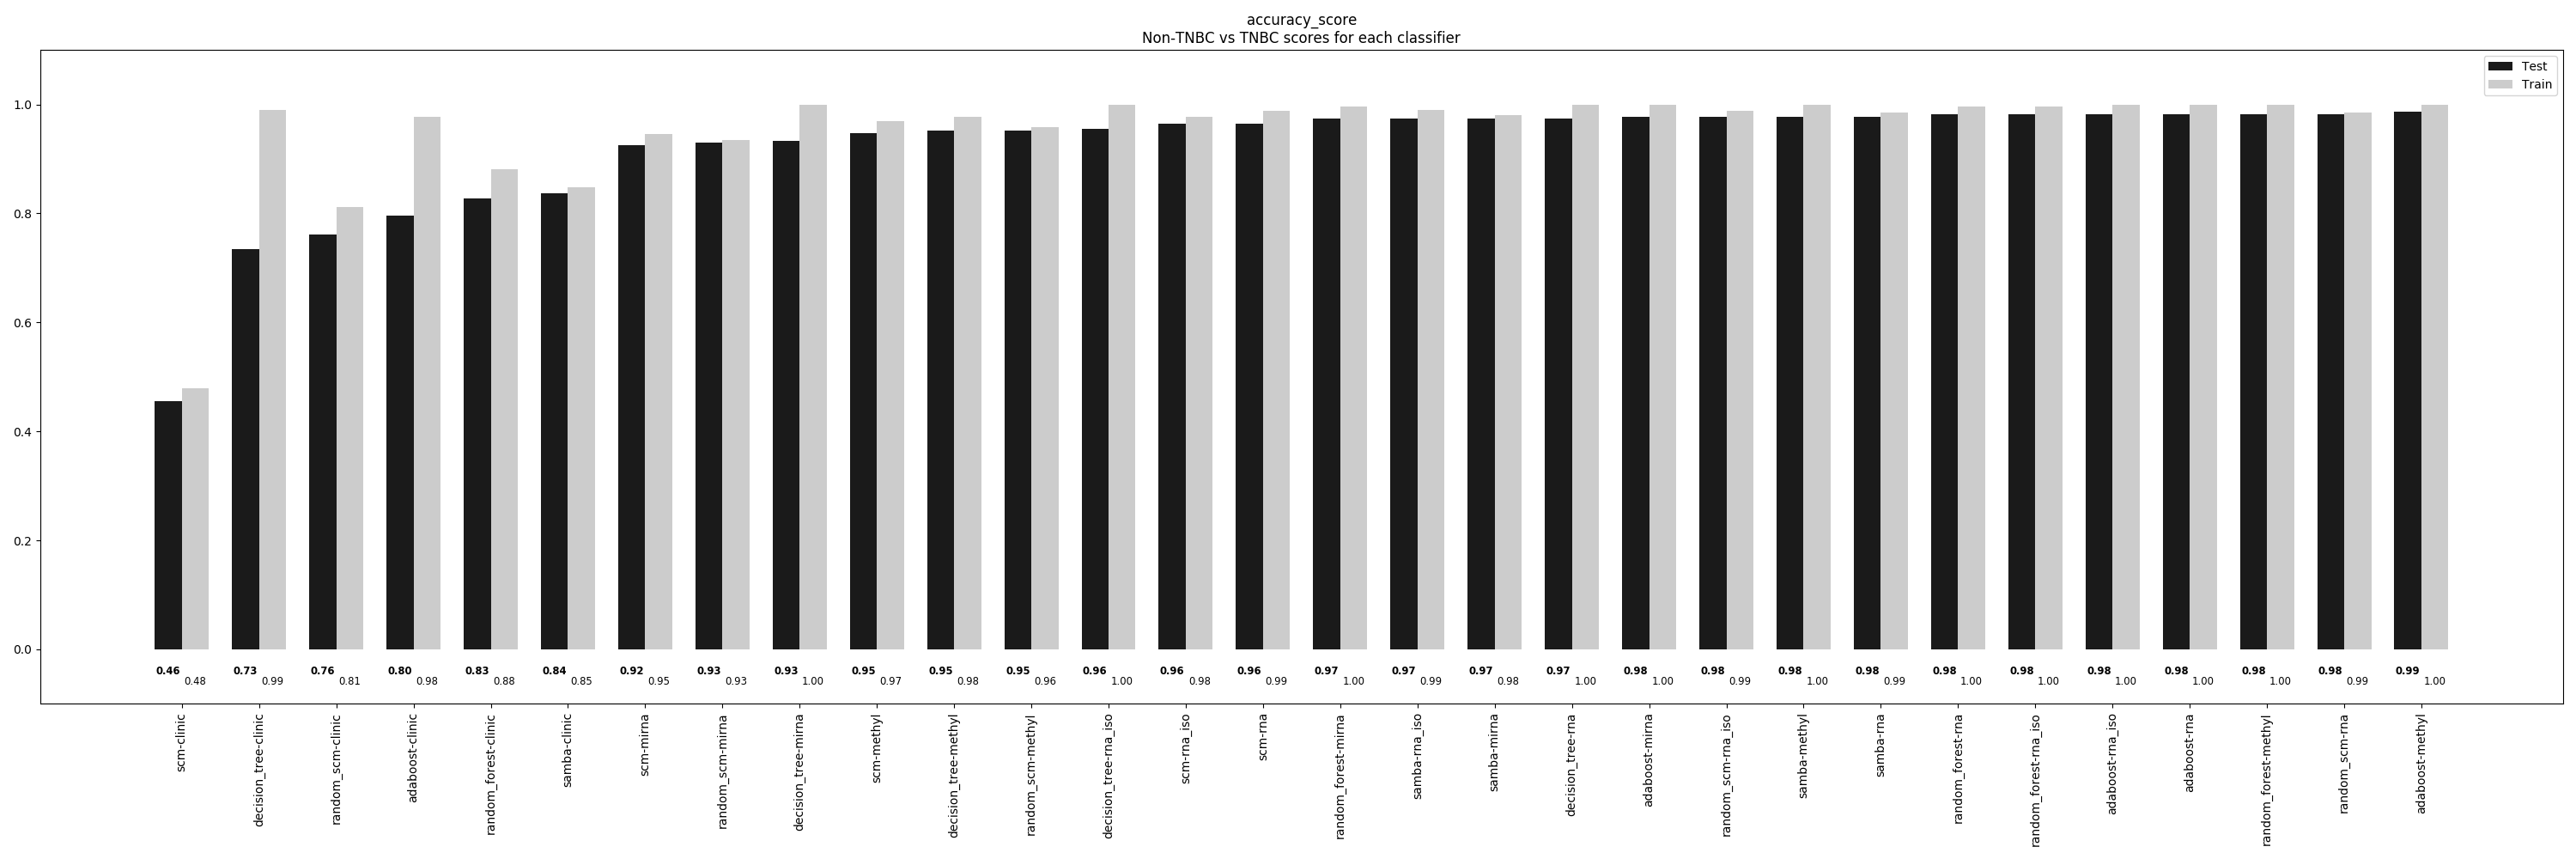 accuracy_score
Non-TNBC vs TNBC scores for each classifier
Test
Train
1.0
0.8
0.6
0.4
0.2
0.0
0.46 0.73 0.76 0.80 0.83 0.84 0.92 0.93 0.93 0.95 0.95 0.95 0.96 0.96 0.96 0.97 0.97 0.97 0.97 0.98 0.98 0.98 0.98 0.98 0.98 0.98 0.98 0.98 0.98 0.99
0.48 0.99 0.81 0.98 0.88 0.85 0.95 0.93 1.00 0.97 0.98 0.96 1.00 0.98 0.99 1.00 0.99 0.98 1.00 1.00 0.99 1.00 0.99 1.00 1.00 1.00 1.00 1.00 0.99 1.00
scm-clinic
decision_tree-clinic
random_scm-clinic
adaboost-clinic
random_forest-clinic
samba-clinic
scm-mirna
random_scm-mirna
decision_tree-mirna
scm-methyl
decision_tree-methyl
random_scm-methyl
decision_tree-rna_iso
scm-rna_iso
scm-rna
random_forest-mirna
samba-rna_iso
samba-mirna
decision_tree-rna
adaboost-mirna
random_scm-rna_iso
samba-methyl
samba-rna
random_forest-rna
random_forest-rna_iso
adaboost-rna_iso
adaboost-rna
random_forest-methyl
random_scm-rna
adaboost-methyl